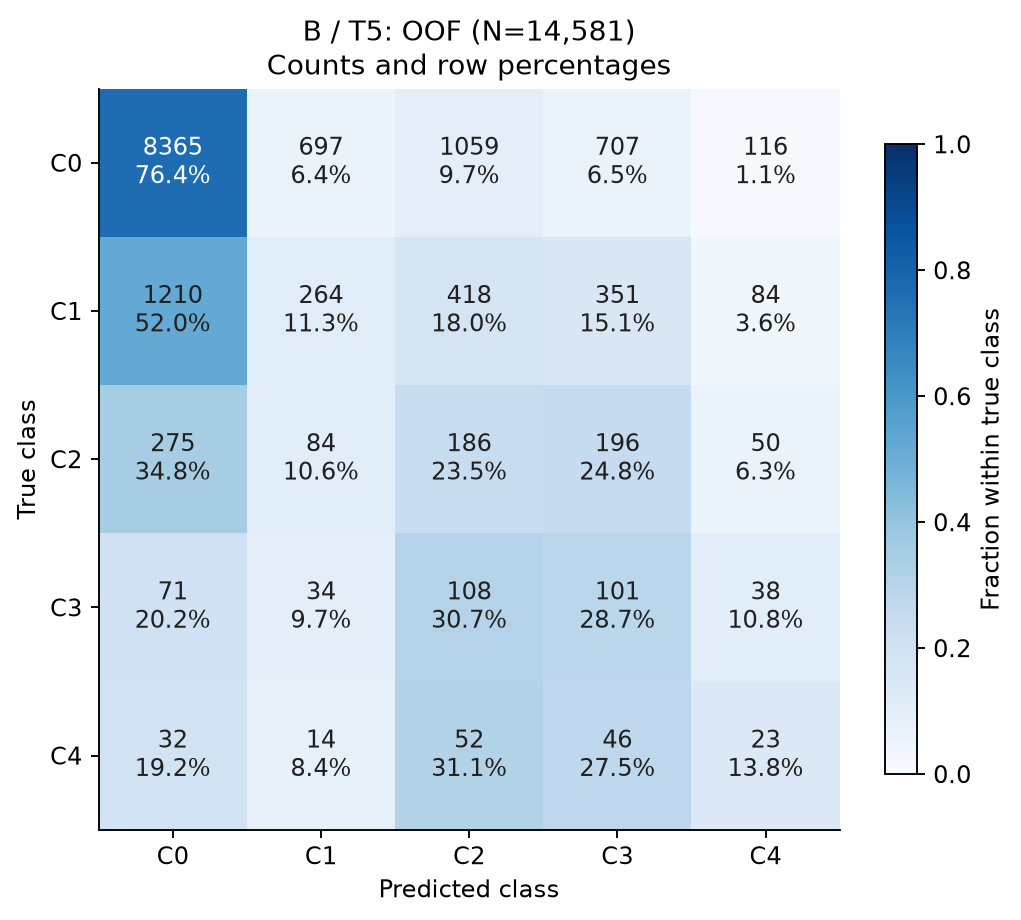 B / T5: OOF (N=14,581)
Counts and row percentages
True class
C0
8365 697 1059 707 116
76.4% 6.4% 9.7% 6.5% 1.1%
C1
1210 264 418 351 84
52.0% 11.3% 18.0% 15.1% 3.6%
C2
275 84 186 196 50
34.8% 10.6% 23.5% 24.8% 6.3%
C3
71 34 108 101 38
20.2% 9.7% 30.7% 28.7% 10.8%
C4
32 14 52 46 23
19.2% 8.4% 31.1% 27.5% 13.8%
C0 C1 C2 C3 C4
Predicted class
1.0
0.8
0.6
0.4
0.2
0.0
Fraction within true class